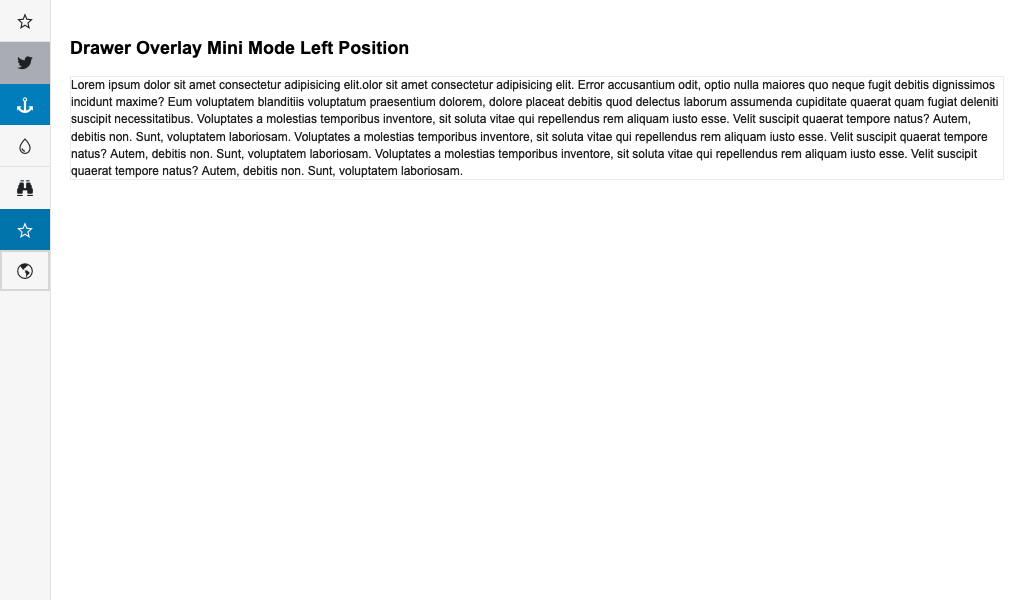 Drawer Overlay Mini Mode Left Position
Lorem ipsum dolor sit amet consectetur adipisicing elit.olor sit amet consectetur adipisicing elit. Error accusantium odit, optio nulla maiores quo neque fugit debitis dignissimos
incidunt maxime? Eum voluptatem blanditiis voluptatum praesentium dolorem, dolore placeat debitis quod delectus laborum assumenda cupiditate quaerat quam fugiat deleniti
suscipit necessitatibus. Voluptates a molestias temporibus inventore, sit soluta vitae qui repellendus rem aliquam iusto esse. Velit suscipit quaerat tempore natus? Autem,
debitis non. Sunt, voluptatem laboriosam. Voluptates a molestias temporibus inventore, sit soluta vitae qui repellendus rem aliquam iusto esse. Velit suscipit quaerat tempore
natus? Autem, debitis non. Sunt, voluptatem laboriosam. Voluptates a molestias temporibus inventore, sit soluta vitae qui repellendus rem aliquam iusto esse. Velit suscipit
quaerat tempore natus? Autem, debitis non. Sunt, voluptatem laboriosam.